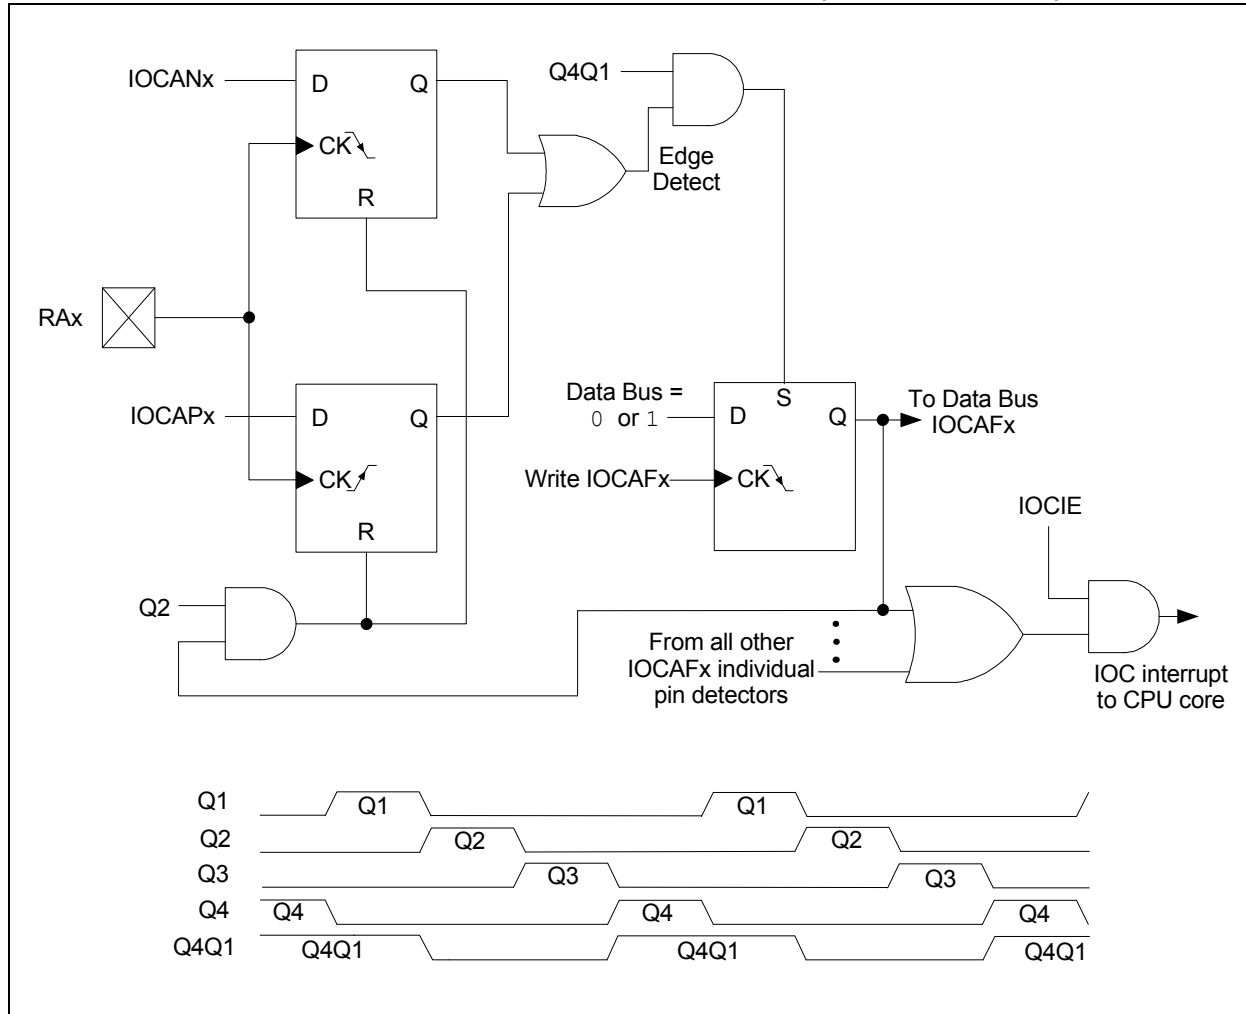 IOCANx
D
Q
CK
R
Q4Q1
Edge
Detect
RAx
IOCAPx
D
Q
CK
R
Data Bus =
0 or 1
S
D
Q
To Data Bus
IOCAFx
Write IOCAFx
CK
IOCIE
Q2
From all other
IOCAFx individual
pin detectors
IOC interrupt
to CPU core
Q1 Q1 Q1
Q2 Q2 Q2
Q3 Q3 Q3
Q4 Q4 Q4 Q4
Q4Q1 Q4Q1 Q4Q1 Q4Q1